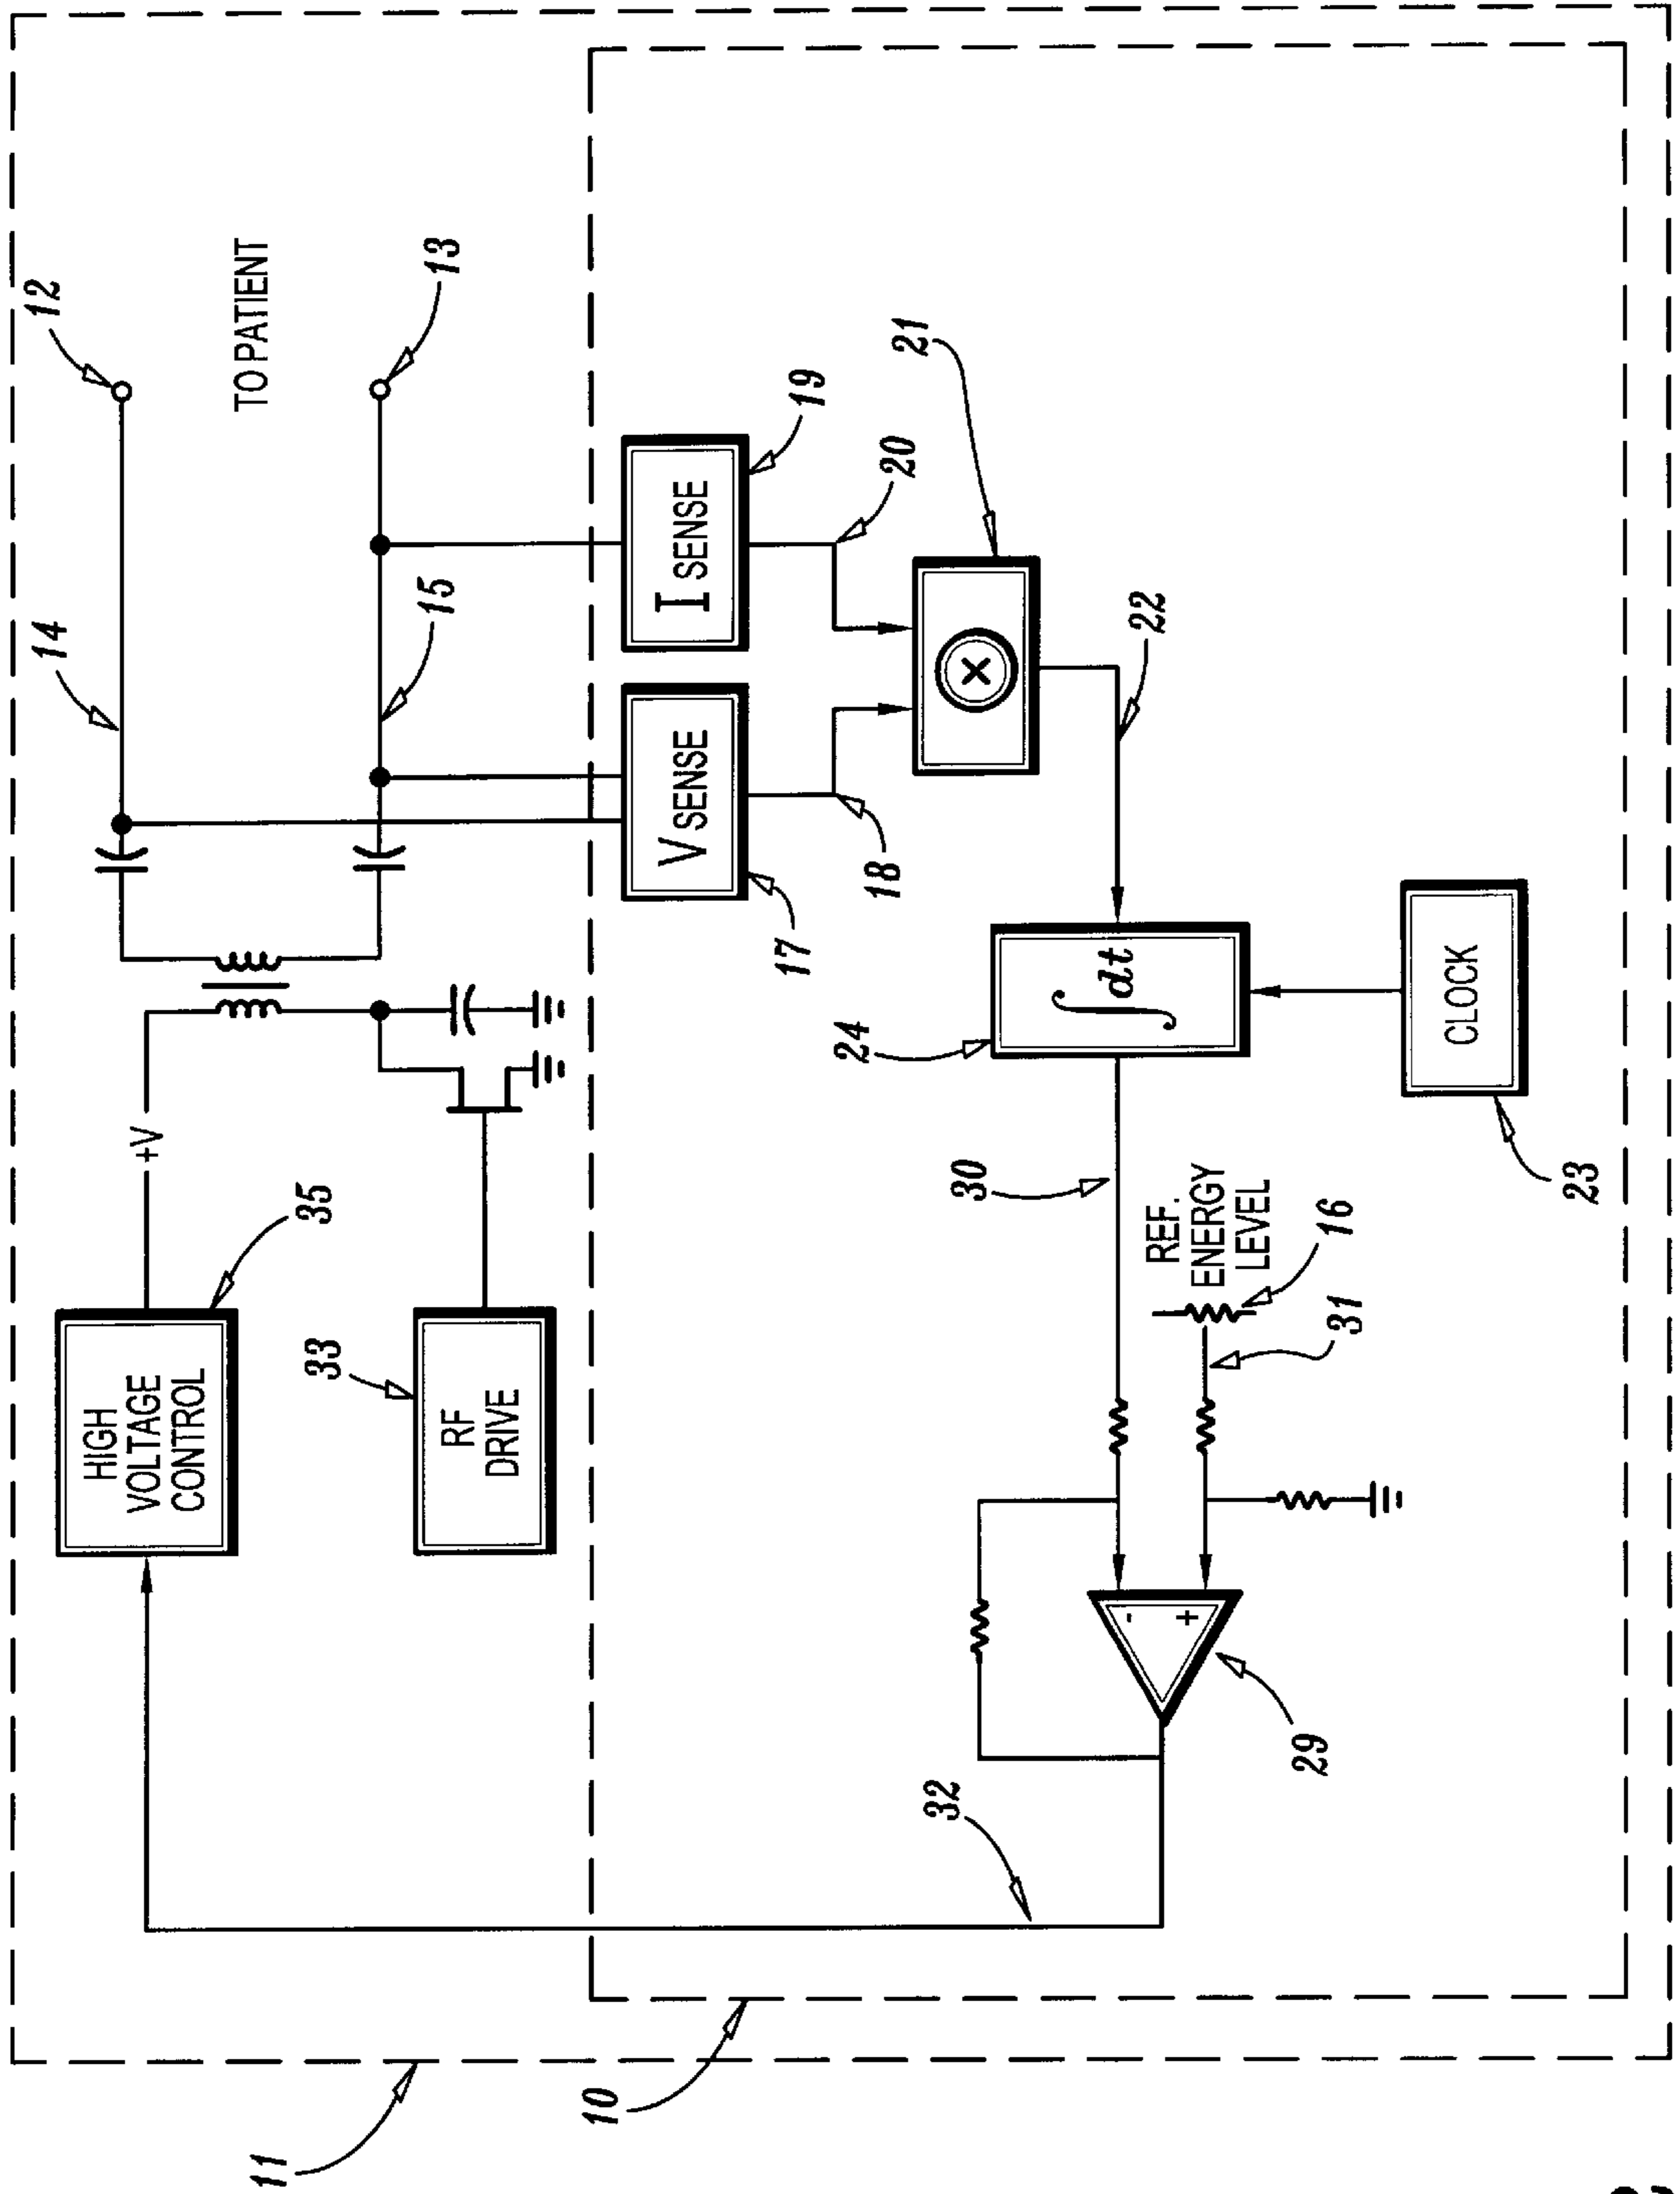 11
10
HIGH
VOLTAGE
CONTROL
35
+V
14
12
TO PATIENT
15
13
33
RF
DRIVE
V SENSE
17
18
I SENSE
19
20
21
×
22
32
30
24
∫ dt
REF.
ENERGY
LEVEL
16
31
-
+
29
CLOCK
23